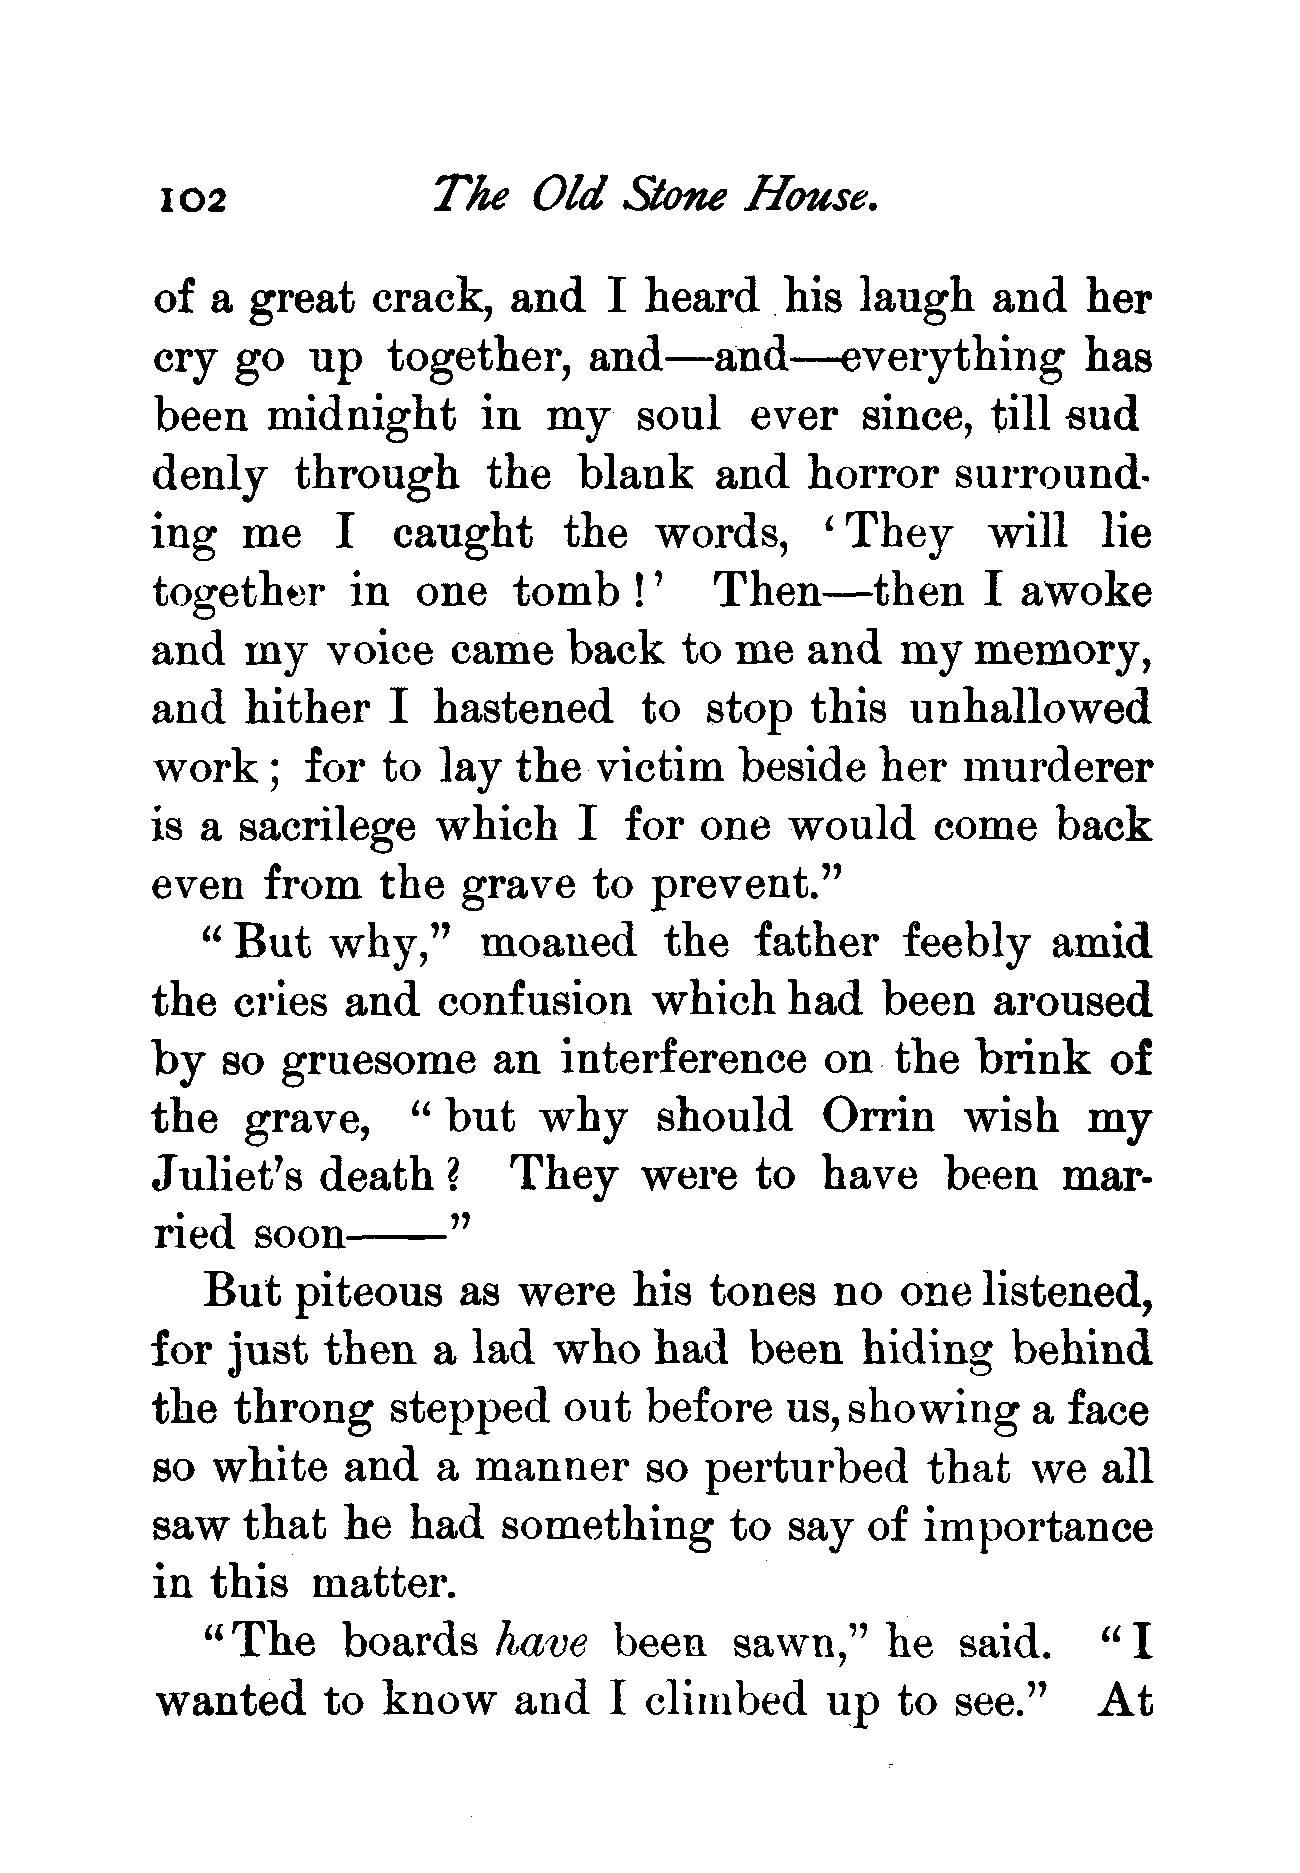 102 The Old Stone House.
of a great crack, and I heard his laugh and her
cry go up together, and—and—everything has
been midnight in my soul ever since, till sud
denly through the blank and horror surround-
ing me I caught the words, ‘They will lie
together in one tomb!’ Then—then I awoke
and my voice came back to me and my memory,
and hither I hastened to stop this unhallowed
work; for to lay the victim beside her murderer
is a sacrilege which I for one would come back
even from the grave to prevent.”
“But why,” moaned the father feebly amid
the cries and confusion which had been aroused
by so gruesome an interference on the brink of
the grave, “but why should Orrin wish my
Juliet’s death? They were to have been mar-
ried soon——”
But piteous as were his tones no one listened,
for just then a lad who had been hiding behind
the throng stepped out before us, showing a face
so white and a manner so perturbed that we all
saw that he had something to say of importance
in this matter.
“The boards have been sawn,” he said. “I
wanted to know and I climbed up to see.” At